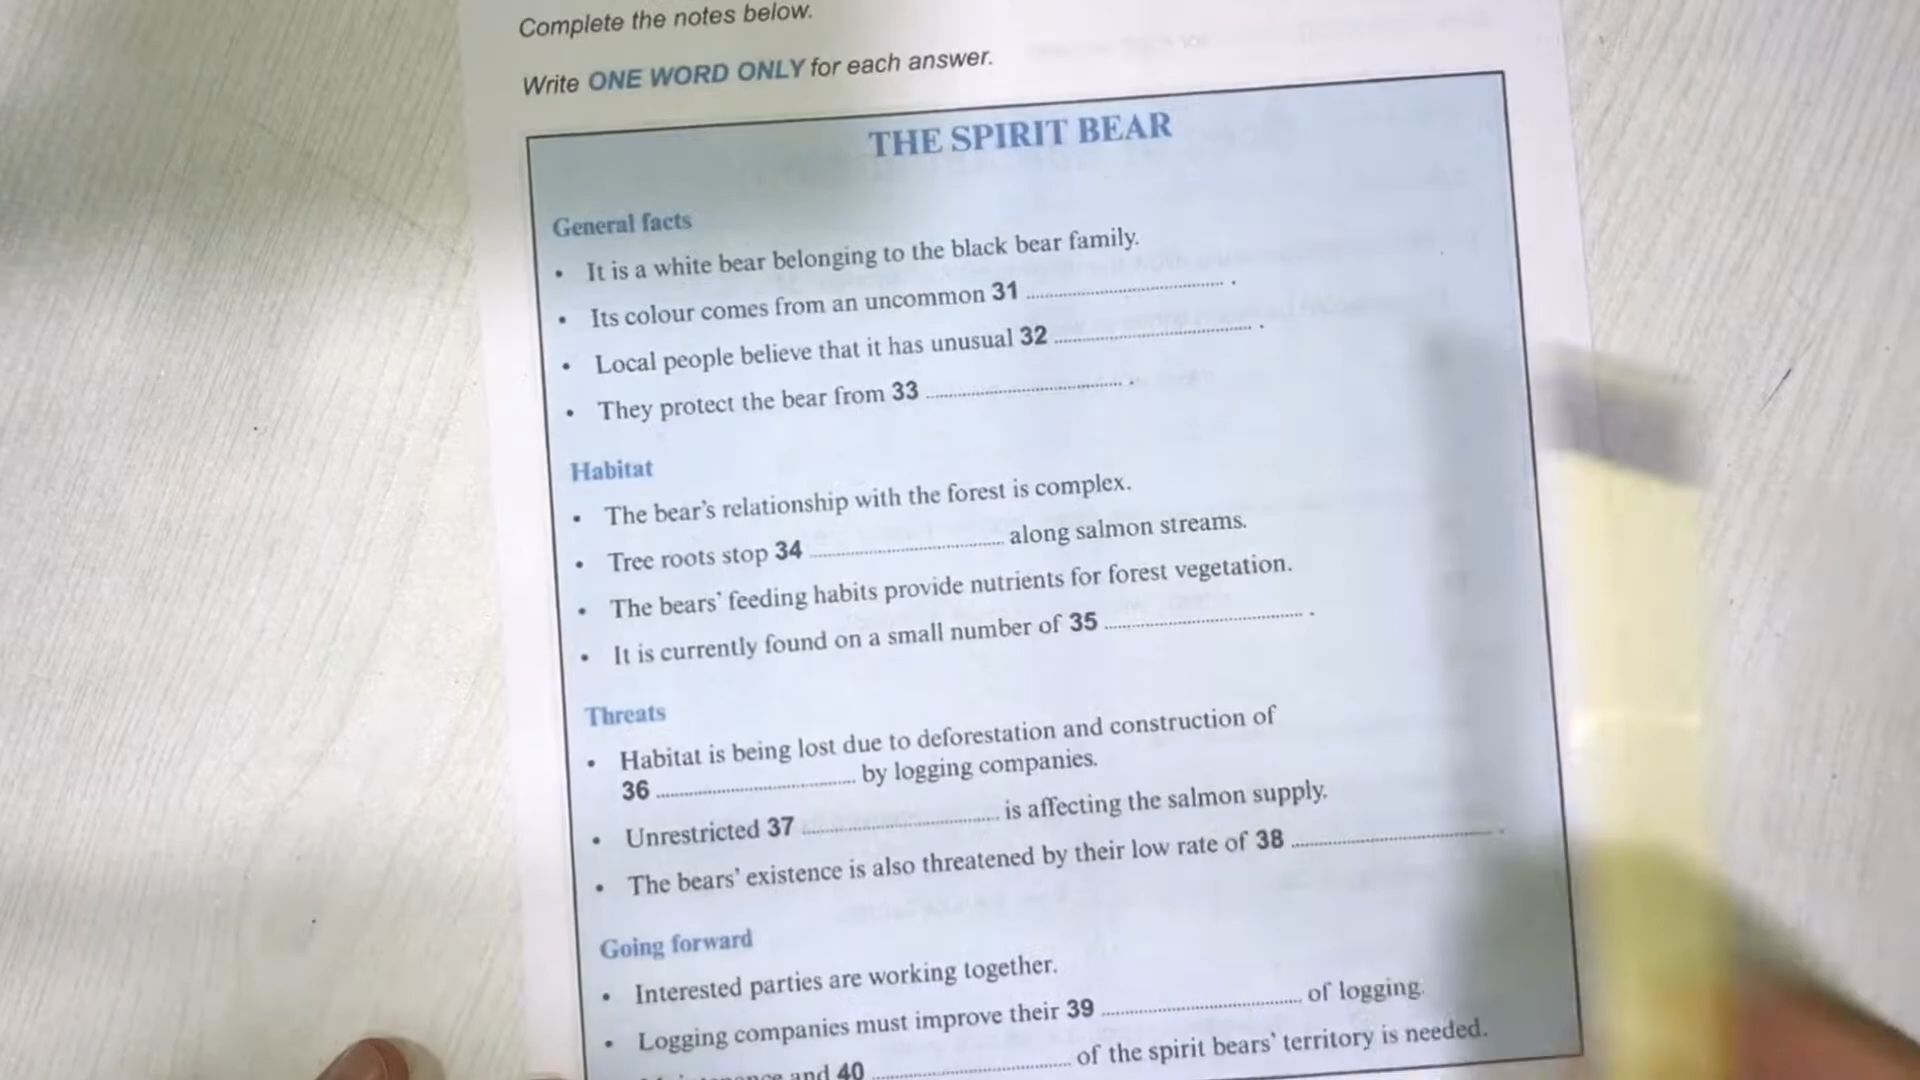 Complete the notes below.
Write ONE WORD ONLY for each answer.
THE SPIRIT BEAR
General facts
• It is a white bear belonging to the black bear family.
• Its colour comes from an uncommon 31 .................... .
• Local people believe that it has unusual 32 .................... .
• They protect the bear from 33 .................... .
Habitat
• The bear's relationship with the forest is complex.
• Tree roots stop 34 .................... along salmon streams.
• The bears' feeding habits provide nutrients for forest vegetation.
• It is currently found on a small number of 35 .................... .
Threats
• Habitat is being lost due to deforestation and construction of
36 .................... by logging companies.
• Unrestricted 37 .................... is affecting the salmon supply.
• The bears' existence is also threatened by their low rate of 38 .................... .
Going forward
• Interested parties are working together.
• Logging companies must improve their 39 .................... of logging.
and 40 .................... of the spirit bears' territory is needed.